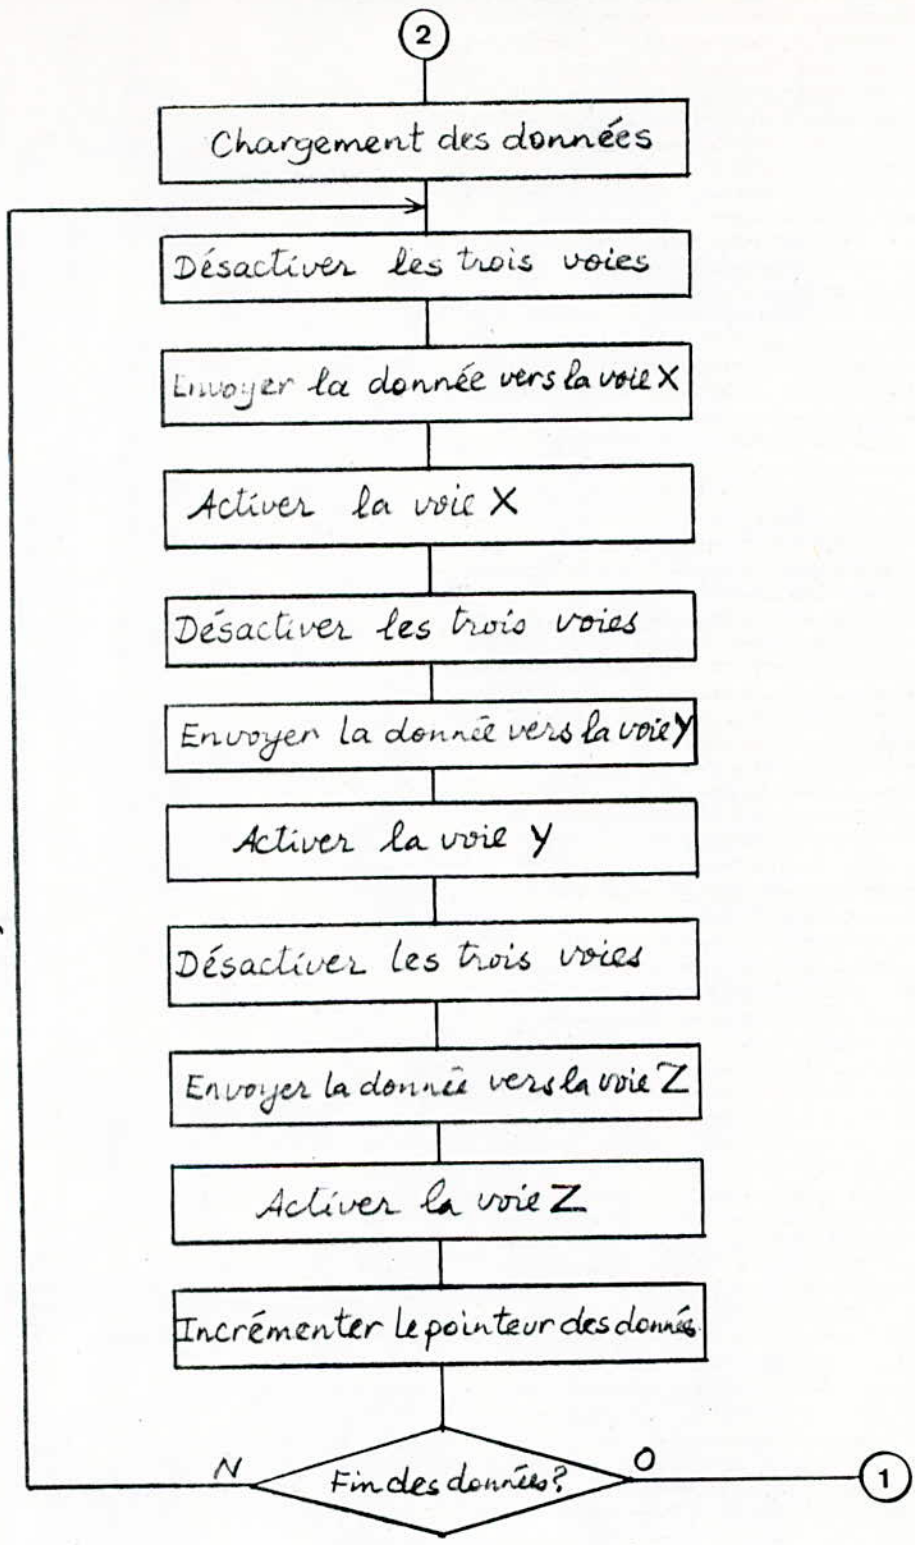 2
Chargement des données
Désactiver les trois voies
Envoyer la donnée vers la voie X
Activer la voie X
Désactiver les trois voies
Envoyer la donnée vers la voie Y
Activer la voie Y
Désactiver les trois voies
Envoyer la donnée vers la voie Z
Activer la voie Z
Incrémenter le pointeur des données
N
Fin des données?
O
1